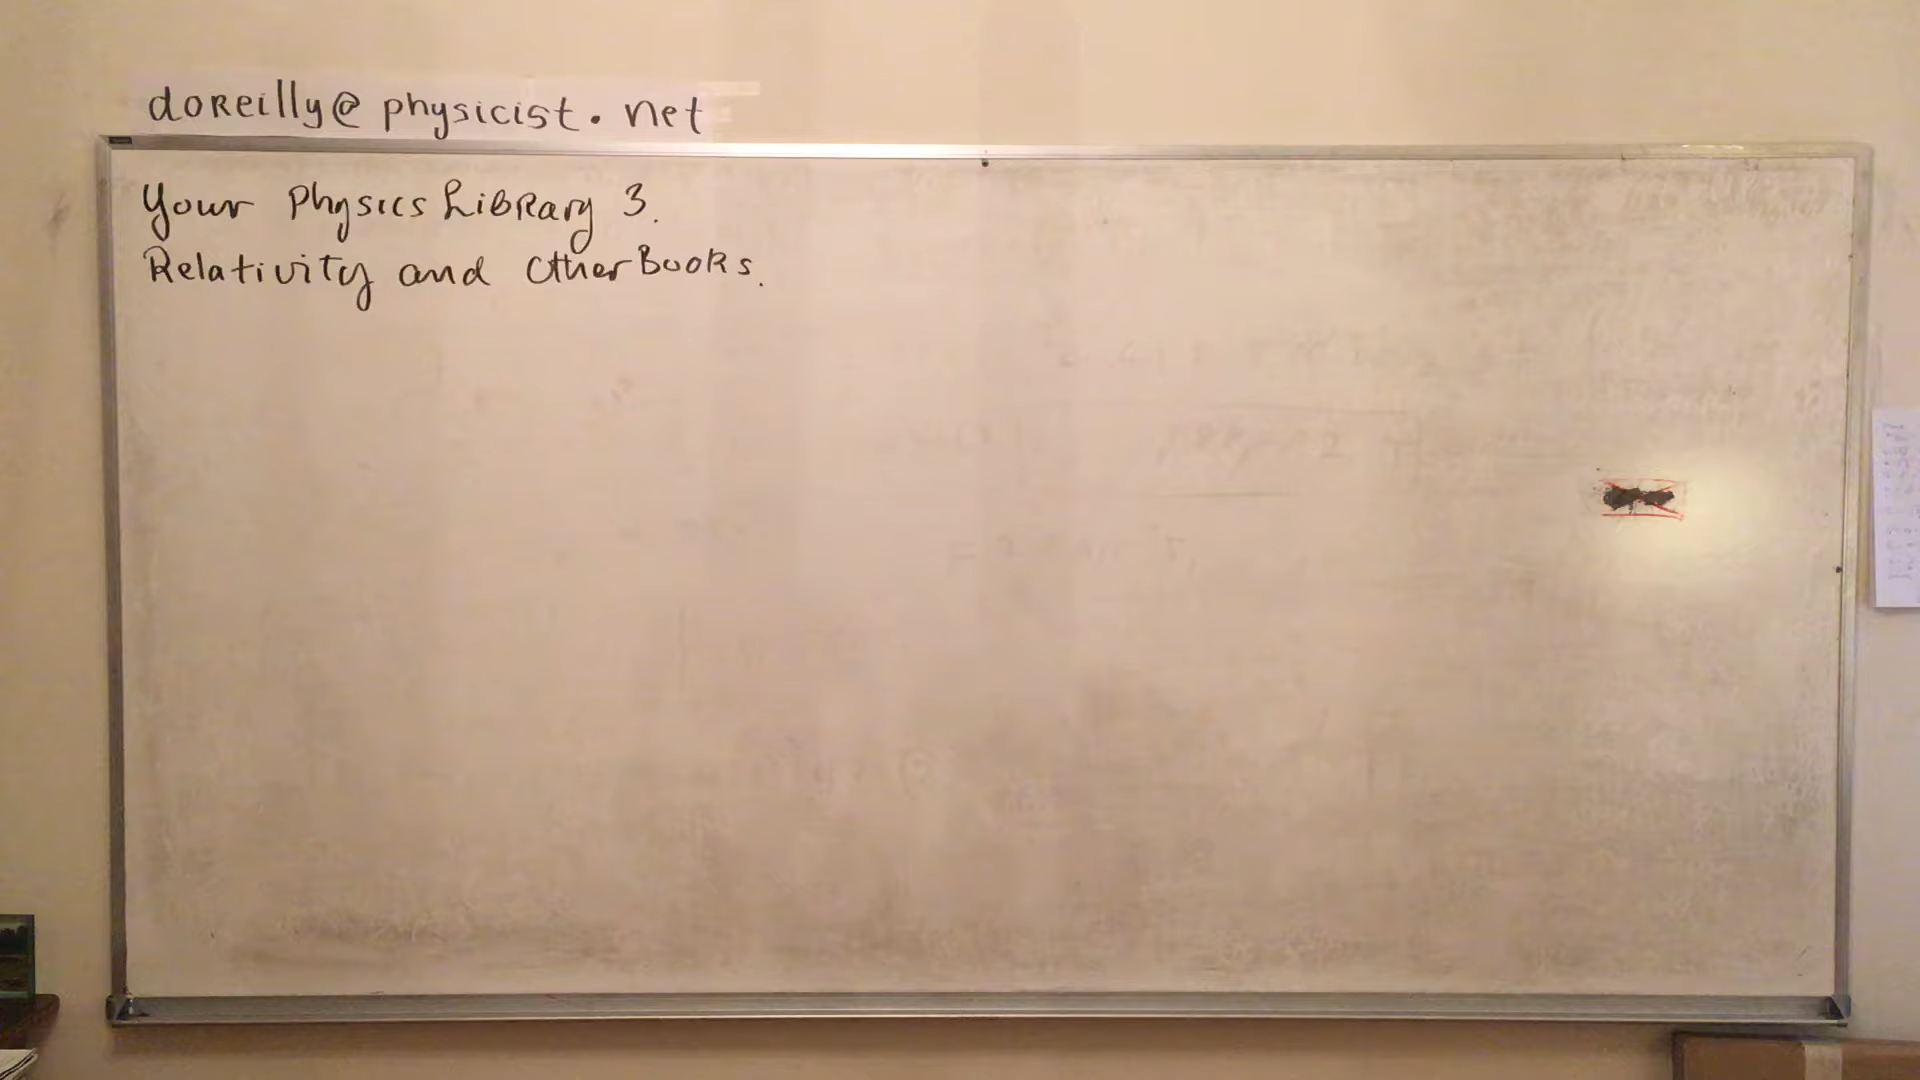 doReilly@physicist.net
Your Physics Library 3.
Relativity and Other Books.